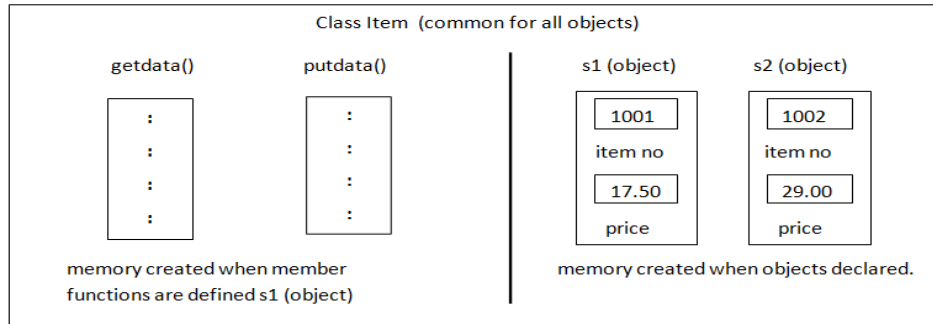 Class Item (common for all objects)
getdata()
putdata()
:
:
:
:
:
:
:
:
memory created when member
functions are defined s1 (object)
s1 (object)
s2 (object)
1001
item no
17.50
price
1002
item no
29.00
price
memory created when objects declared.